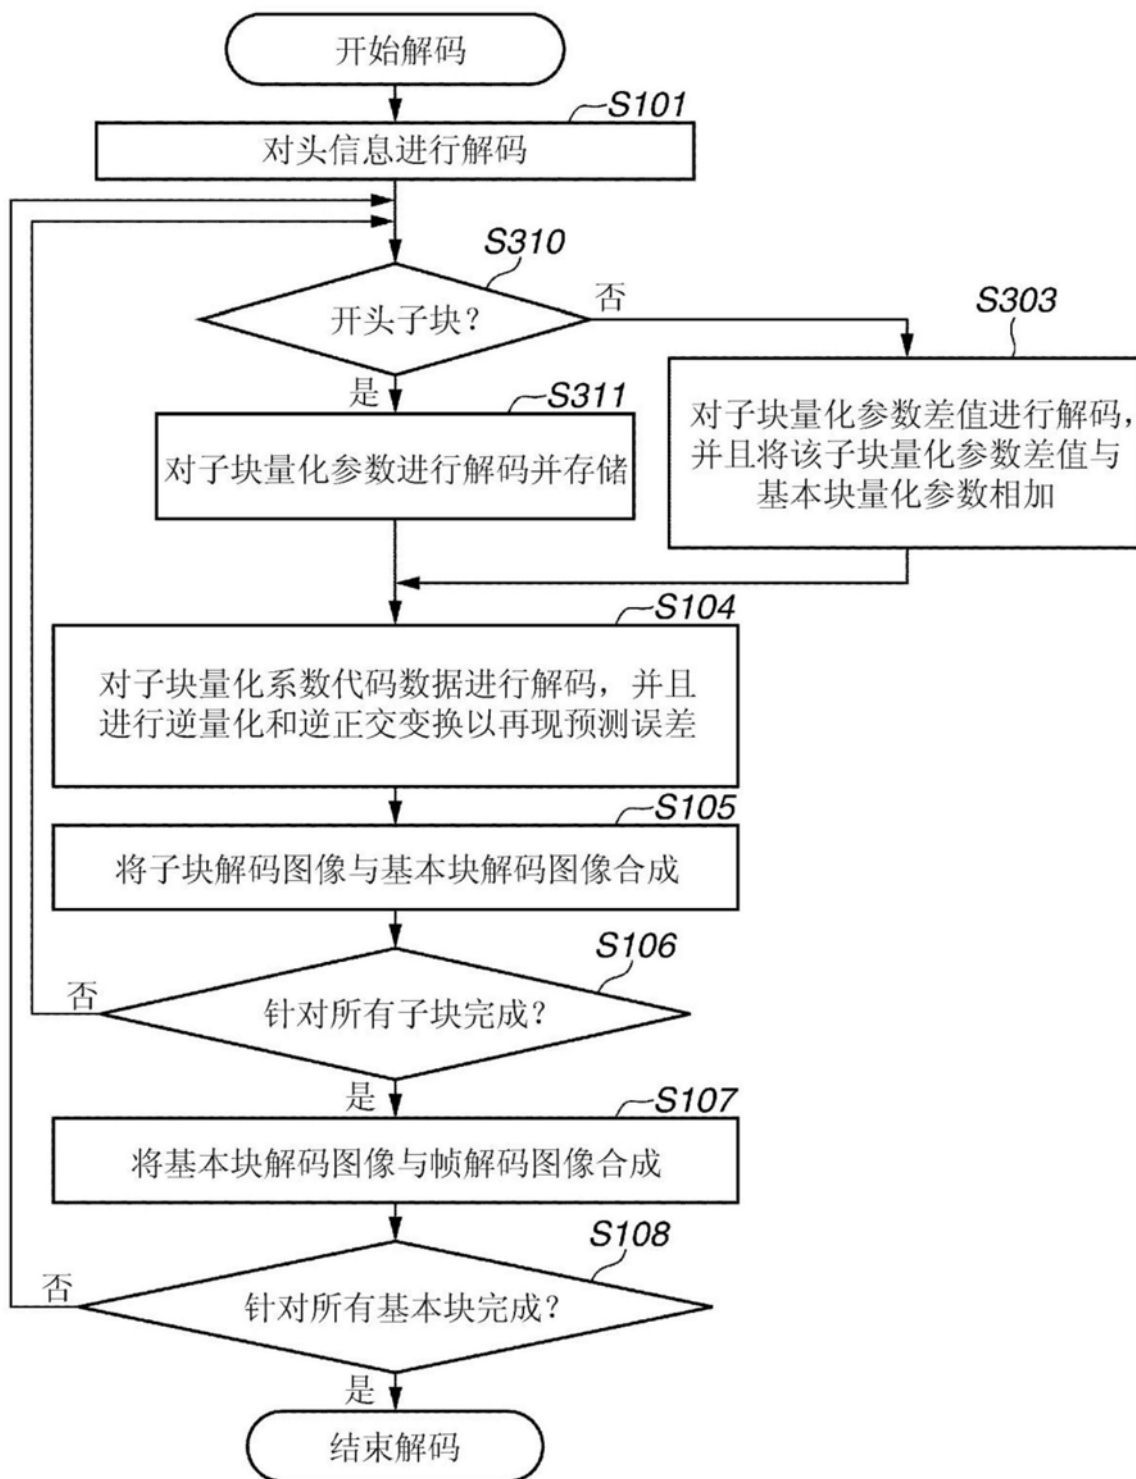 开始解码
S101
对头信息进行解码
S310
开头子块？
否
S303
是
S311
对子块量化参数进行解码并存储
对子块量化参数差值进行解码，
并且将该子块量化参数差值与
基本块量化参数相加
S104
对子块量化系数代码数据进行解码，并且
进行逆量化和逆正交变换以再现预测误差
S105
将子块解码图像与基本块解码图像合成
S106
否
针对所有子块完成？
是
S107
将基本块解码图像与帧解码图像合成
S108
否
针对所有基本块完成？
是
结束解码